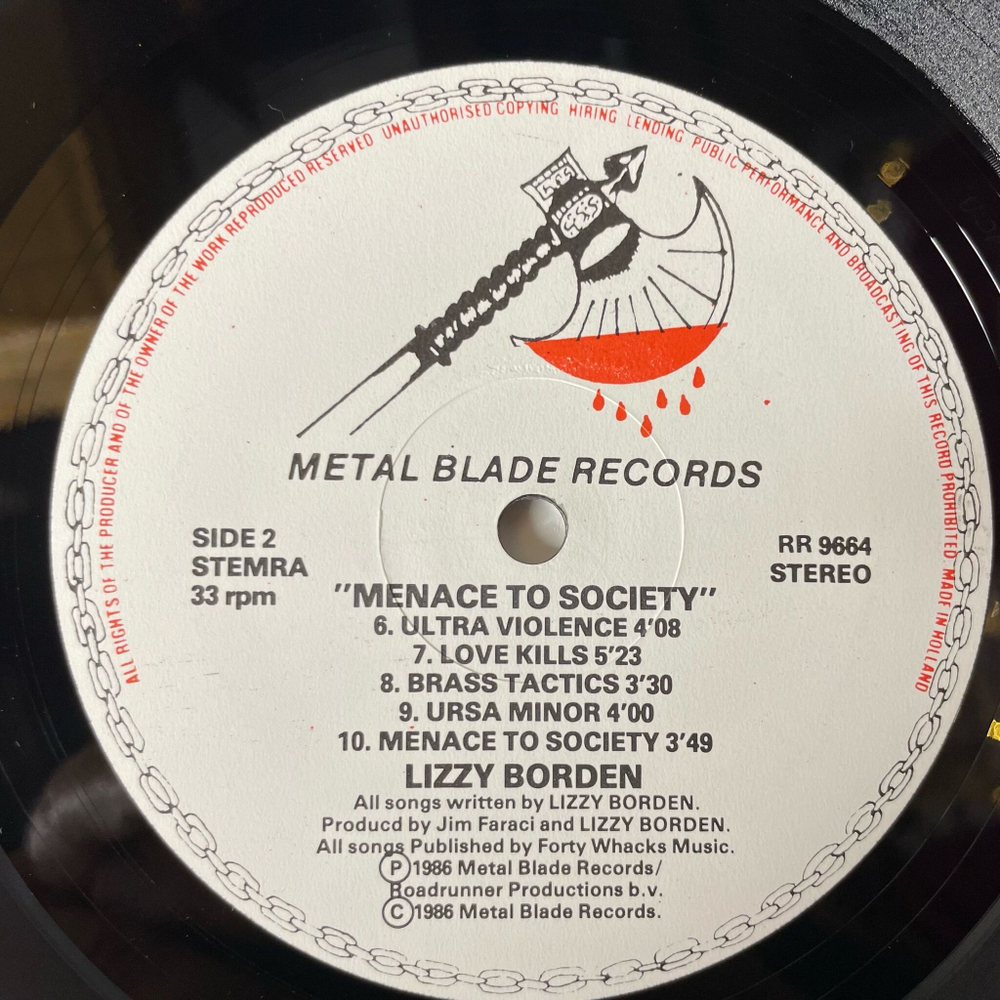 ALL RIGHTS OF THE PRODUCER AND OF THE OWNER OF THE WORK REPRODUCED RESERVED UNAUTHORISED COPYING HIRING LENDING PUBLIC PERFORMANCE AND BROADCASTING OF THIS RECORD PROHIBITED MADE IN HOLLAND
METAL BLADE RECORDS
SIDE 2
STEMRA
33 rpm
RR 9664
STEREO
"MENACE TO SOCIETY"
6. ULTRA VIOLENCE 4'08
7. LOVE KILLS 5'23
8. BRASS TACTICS 3'30
9. URSA MINOR 4'00
10. MENACE TO SOCIETY 3'49
LIZZY BORDEN
All songs written by LIZZY BORDEN.
Producd by Jim Faraci and LIZZY BORDEN.
All songs Published by Forty Whacks Music.
Ⓟ1986 Metal Blade Records/
Roadrunner Productions b.v.
Ⓒ1986 Metal Blade Records.